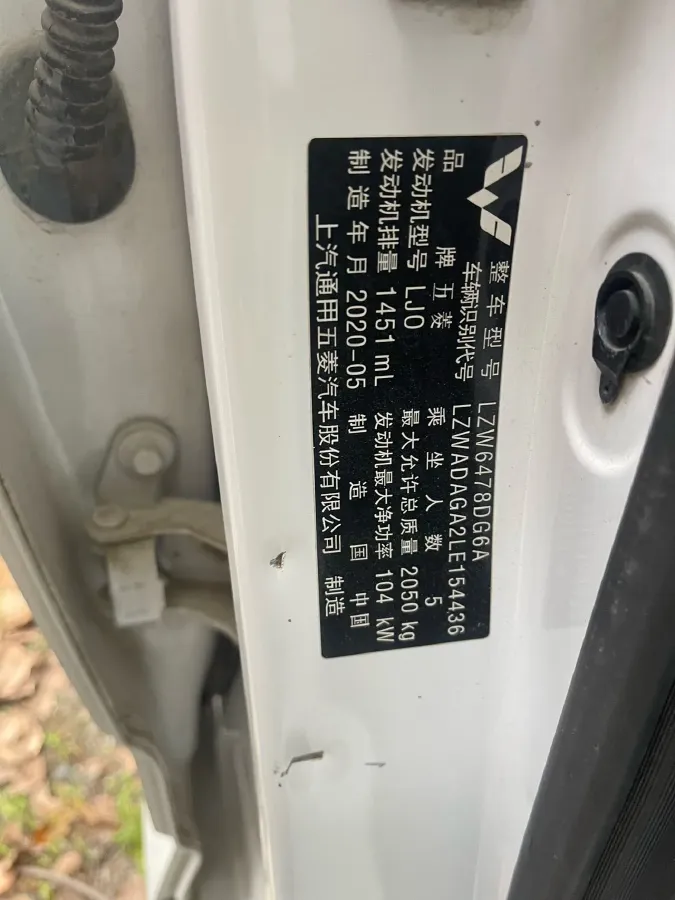 整车型号 LZW6478DG6A
车辆识别代号 LZWADAGA2LE154436
品牌 五菱 乘坐人数 5
发动机型号 LJO 最大允许总质量 2050 kg
发动机排量 1451 mL 发动机最大净功率 104 kW
制造年月 2020-05 制造国 中国
上汽通用五菱汽车股份有限公司 制造